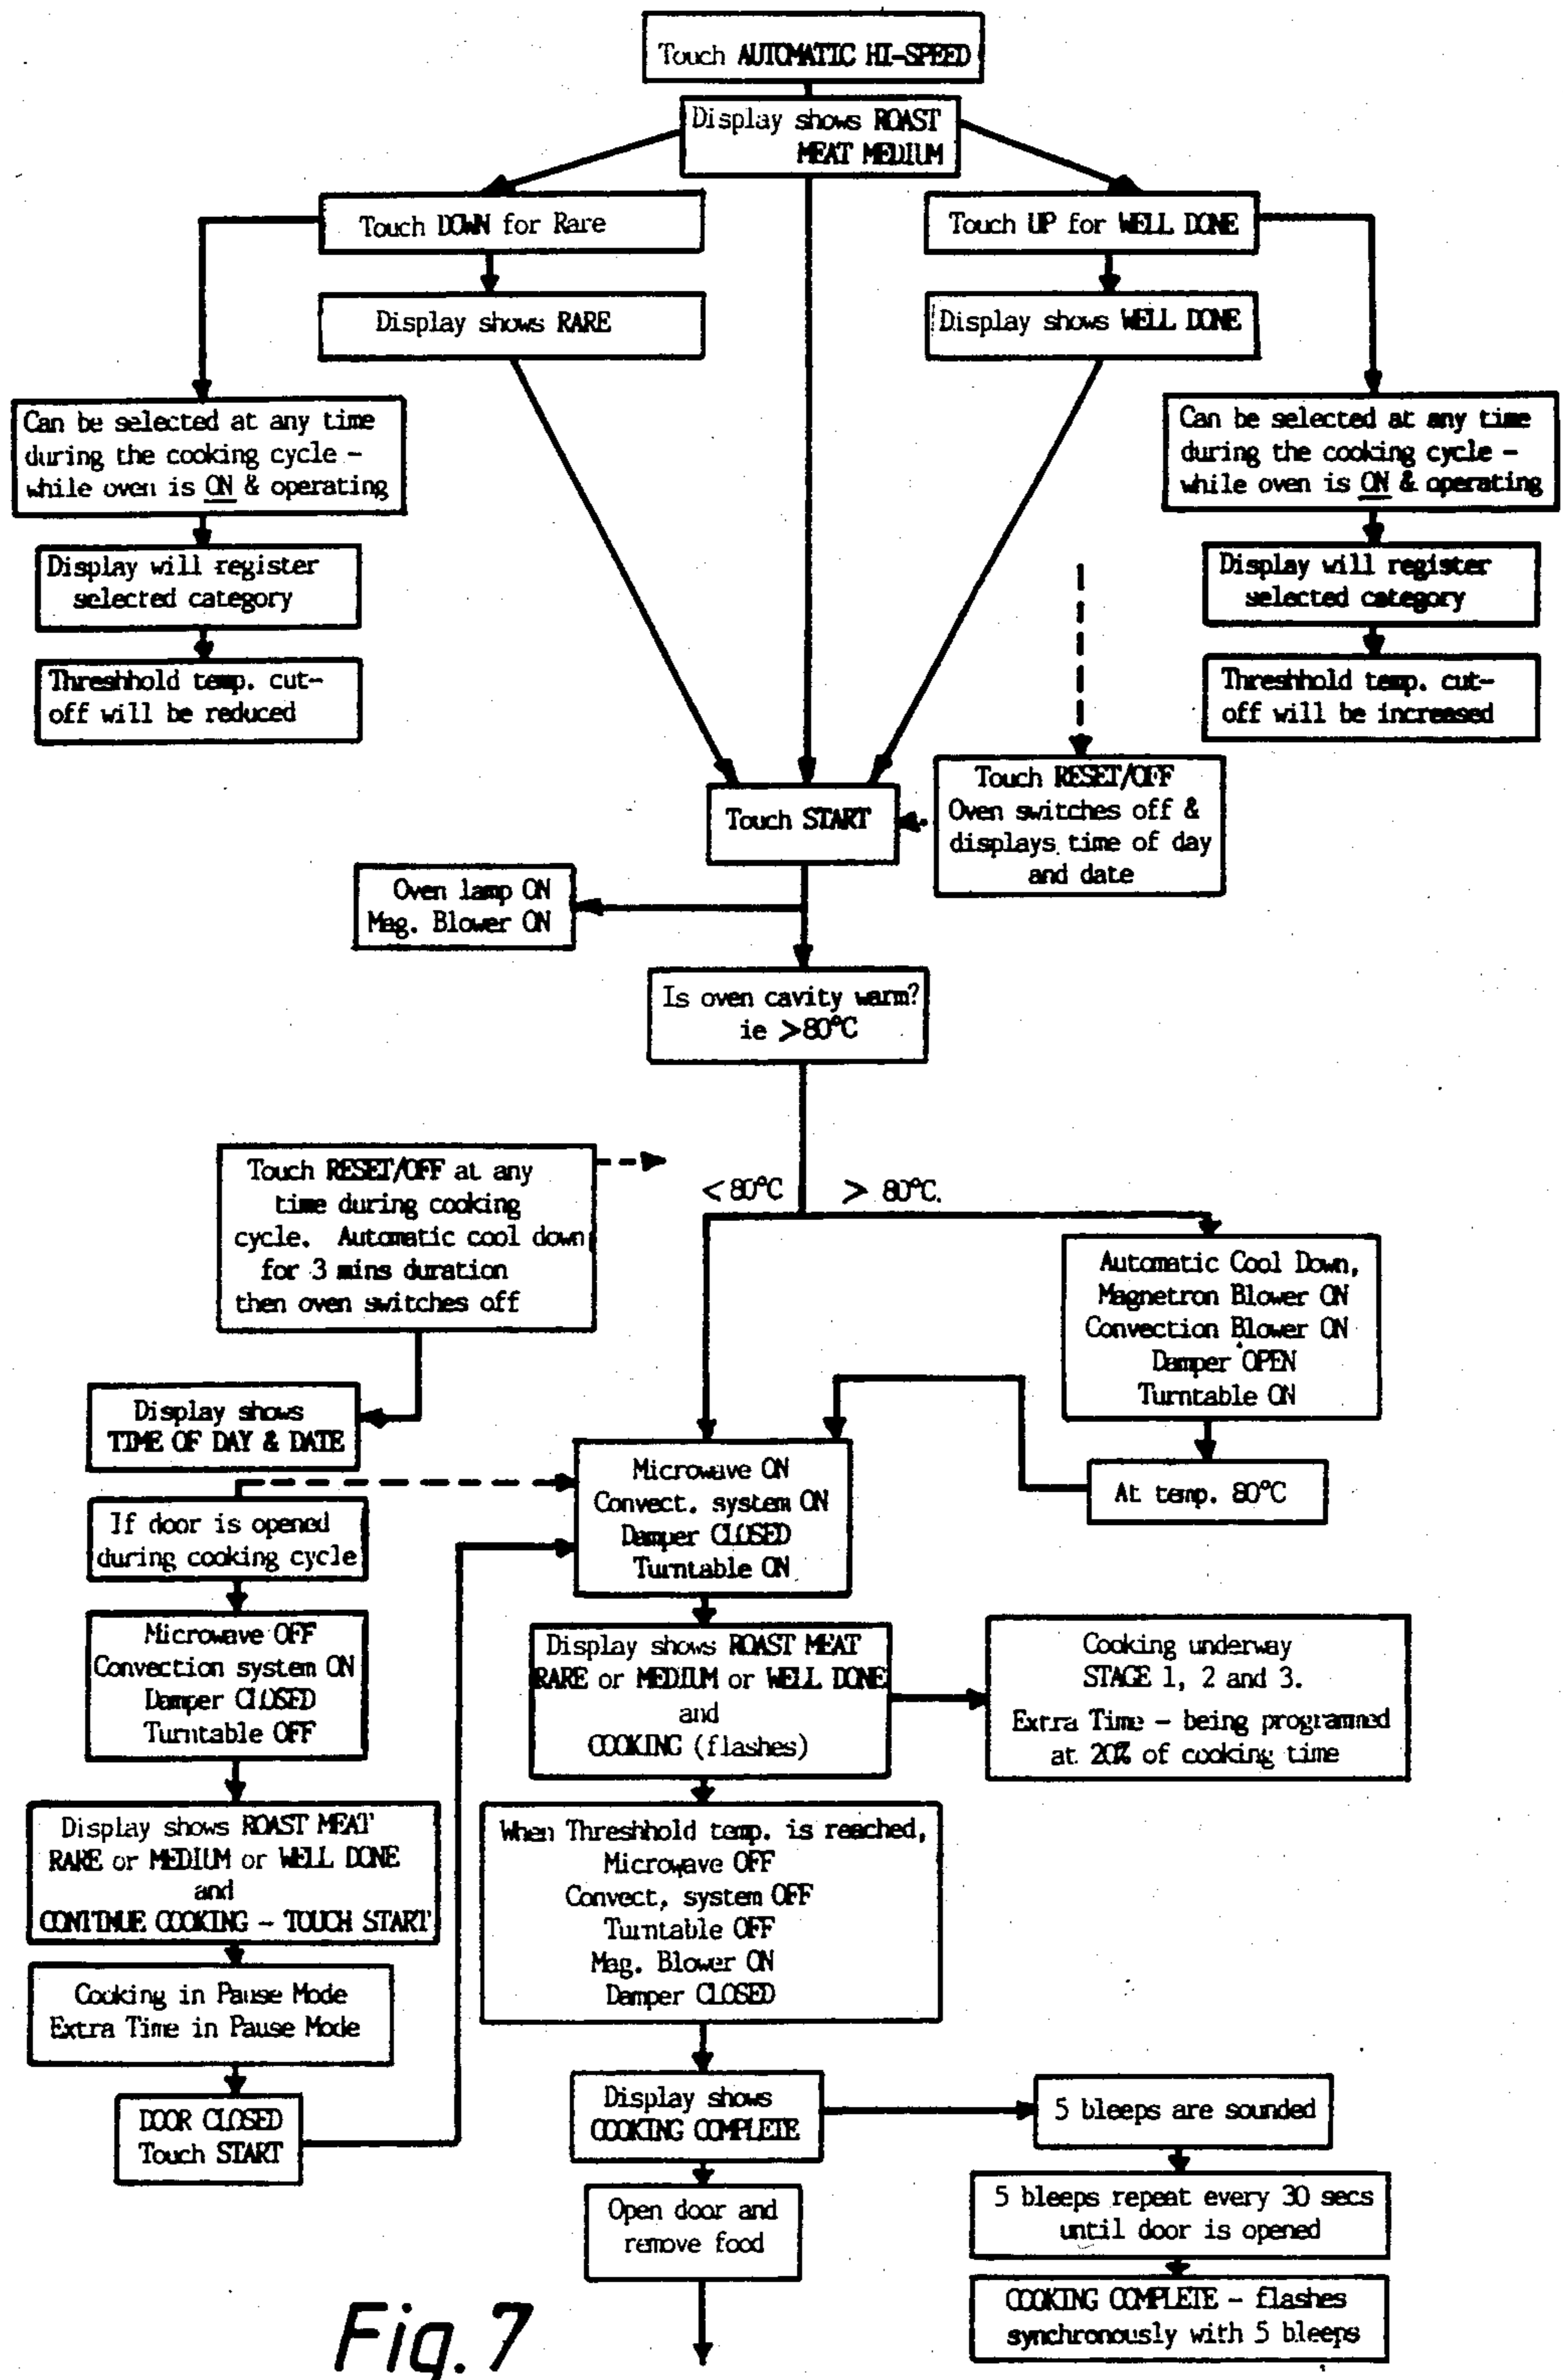 Touch AUTOMATIC HI-SPEED
Display shows ROAST
MEAT MEDIUM
Touch DOWN for Rare
Touch UP for WELL DONE
Display shows RARE
Display shows WELL DONE
Can be selected at any time
during the cooking cycle -
while oven is ON & operating
Can be selected at any time
during the cooking cycle -
while oven is ON & operating
Display will register
selected category
Display will register
selected category
Threshhold temp. cut-
off will be reduced
Threshhold temp. cut-
off will be increased
Touch START
Touch RESET/OFF
Oven switches off &
displays time of day
and date
Oven lamp ON
Mag. Blower ON
Is oven cavity warm?
ie >80°C
Touch RESET/OFF at any
time during cooking
cycle. Automatic cool down
for 3 mins duration
then oven switches off
< 80°C
> 80°C.
Automatic Cool Down,
Magnetron Blower ON
Convection Blower ON
Damper OPEN
Turntable ON
Display shows
TIME OF DAY & DATE
At temp. 80°C
Microwave ON
Convect. system ON
Damper CLOSED
Turntable ON
If door is opened
during cooking cycle
Microwave OFF
Convection system ON
Damper CLOSED
Turntable OFF
Display shows ROAST MEAT
RARE or MEDIUM or WELL DONE
and
COOKING (flashes)
Cooking underway
STAGE 1, 2 and 3.
Extra Time - being programmed
at 20% of cooking time
Display shows ROAST MEAT
RARE or MEDIUM or WELL DONE
and
CONTINUE COOKING - TOUCH START
When Threshhold temp. is reached,
Microwave OFF
Convect, system OFF
Turntable OFF
Mag. Blower ON
Damper CLOSED
Cooking in Pause Mode
Extra Time in Pause Mode
DOOR CLOSED
Touch START
Display shows
COOKING COMPLETE
5 bleeps are sounded
Open door and
remove food
5 bleeps repeat every 30 secs
until door is opened
COOKING COMPLETE - flashes
synchronously with 5 bleeps
Fig. 7